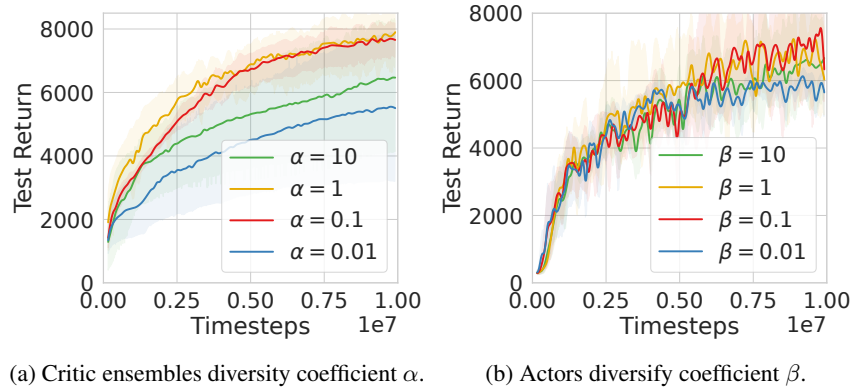 8000
6000
4000
2000
0
Test Return
α = 10
α = 1
α = 0.1
α = 0.01
0.00 0.25 0.50 0.75 1.00
Timesteps 1e7
(a) Critic ensembles diversity coefficient α.
8000
6000
4000
2000
0
Test Return
β = 10
β = 1
β = 0.1
β = 0.01
0.00 0.25 0.50 0.75 1.00
Timesteps 1e7
(b) Actors diversify coefficient β.